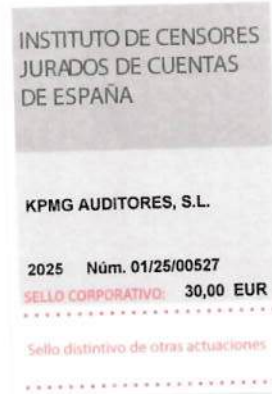 INSTITUTO DE CENSORES
JURADOS DE CUENTAS
DE ESPAÑA
KPMG AUDITORES, S.L.
2025 Núm. 01/25/00527
SELLO CORPORATIVO: 30,00 EUR
Sello distintivo de otras actuaciones